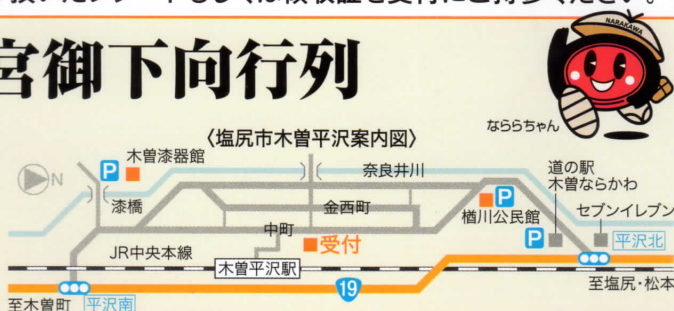 ください。
宮御下向行列
NARAKAWA
なららちゃん
〈塩尻市木曽平沢案内図〉
木曽漆器館
P
N
奈良井川
道の駅
木曽ならかわ
漆橋
金西町
P
楢川公民館
セブンイレブン
中町
受付
P
平沢北
JR中央本線
木曽平沢駅
至塩尻・松本
19
至木曽町
平沢南